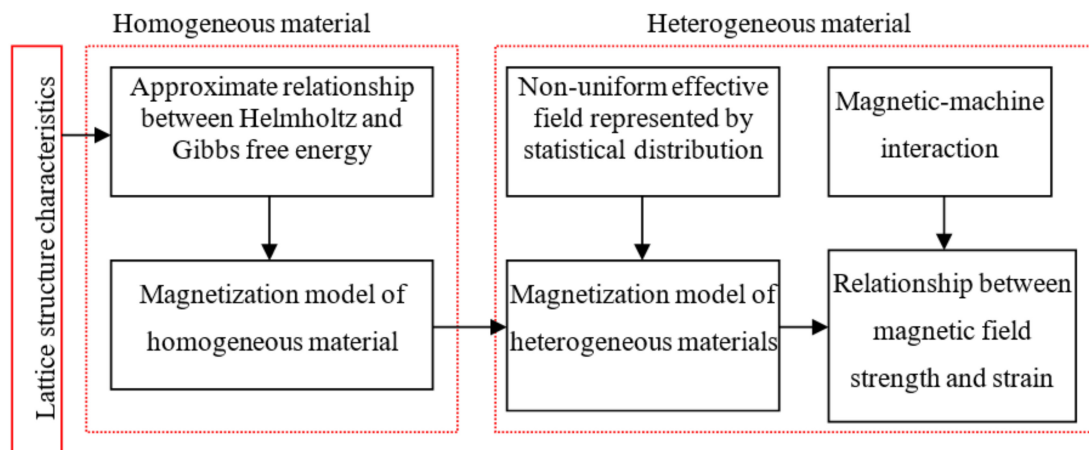 Homogeneous material
Heterogeneous material
Lattice structure characteristics
Approximate relationship
between Helmholtz and
Gibbs free energy
Non-uniform effective
field represented by
statistical distribution
Magnetic-machine
interaction
Magnetization model of
homogeneous material
Magnetization model of
heterogeneous materials
Relationship between
magnetic field
strength and strain